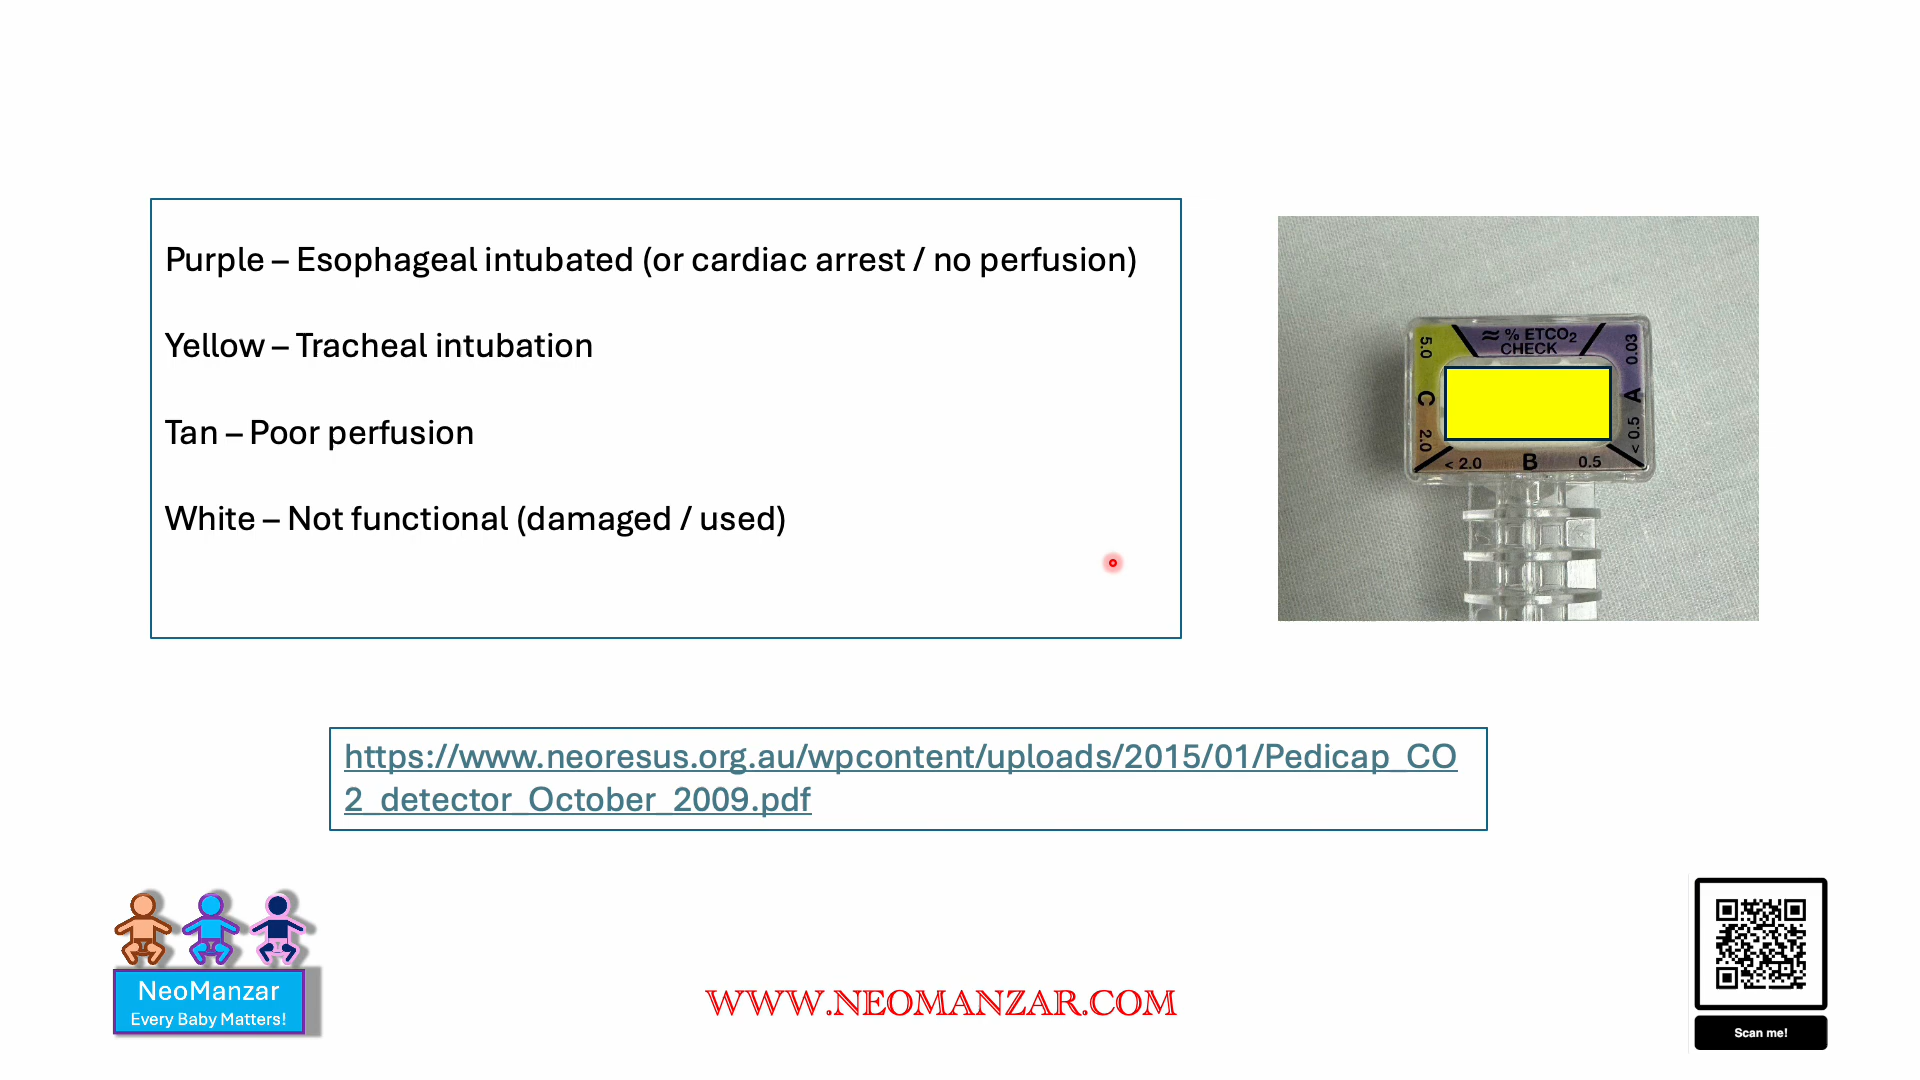 Purple – Esophageal intubated (or cardiac arrest / no perfusion)
Yellow – Tracheal intubation
Tan – Poor perfusion
White – Not functional (damaged / used)
≈ % ETCO2
CHECK
5.0
C
2.0
< 2.0
B
0.5
0.03
A
< 0.5
https://www.neoresus.org.au/wpcontent/uploads/2015/01/Pedicap_CO
2_detector_October_2009.pdf
NeoManzar
Every Baby Matters!
WWW.NEOMANZAR.COM
Scan me!